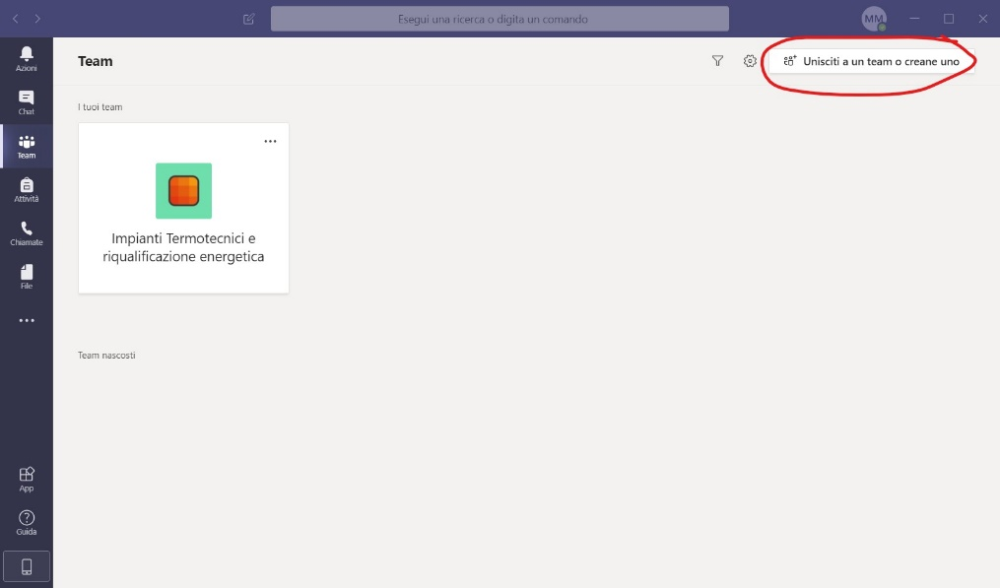 Esegui una ricerca o digita un comando
MM
Azioni
Team
Unisciti a un team o creane uno
Chat
I tuoi team
Team
Attività
Chiamate
Impianti Termotecnici e
riqualificazione energetica
File
Team nascosti
App
Guida